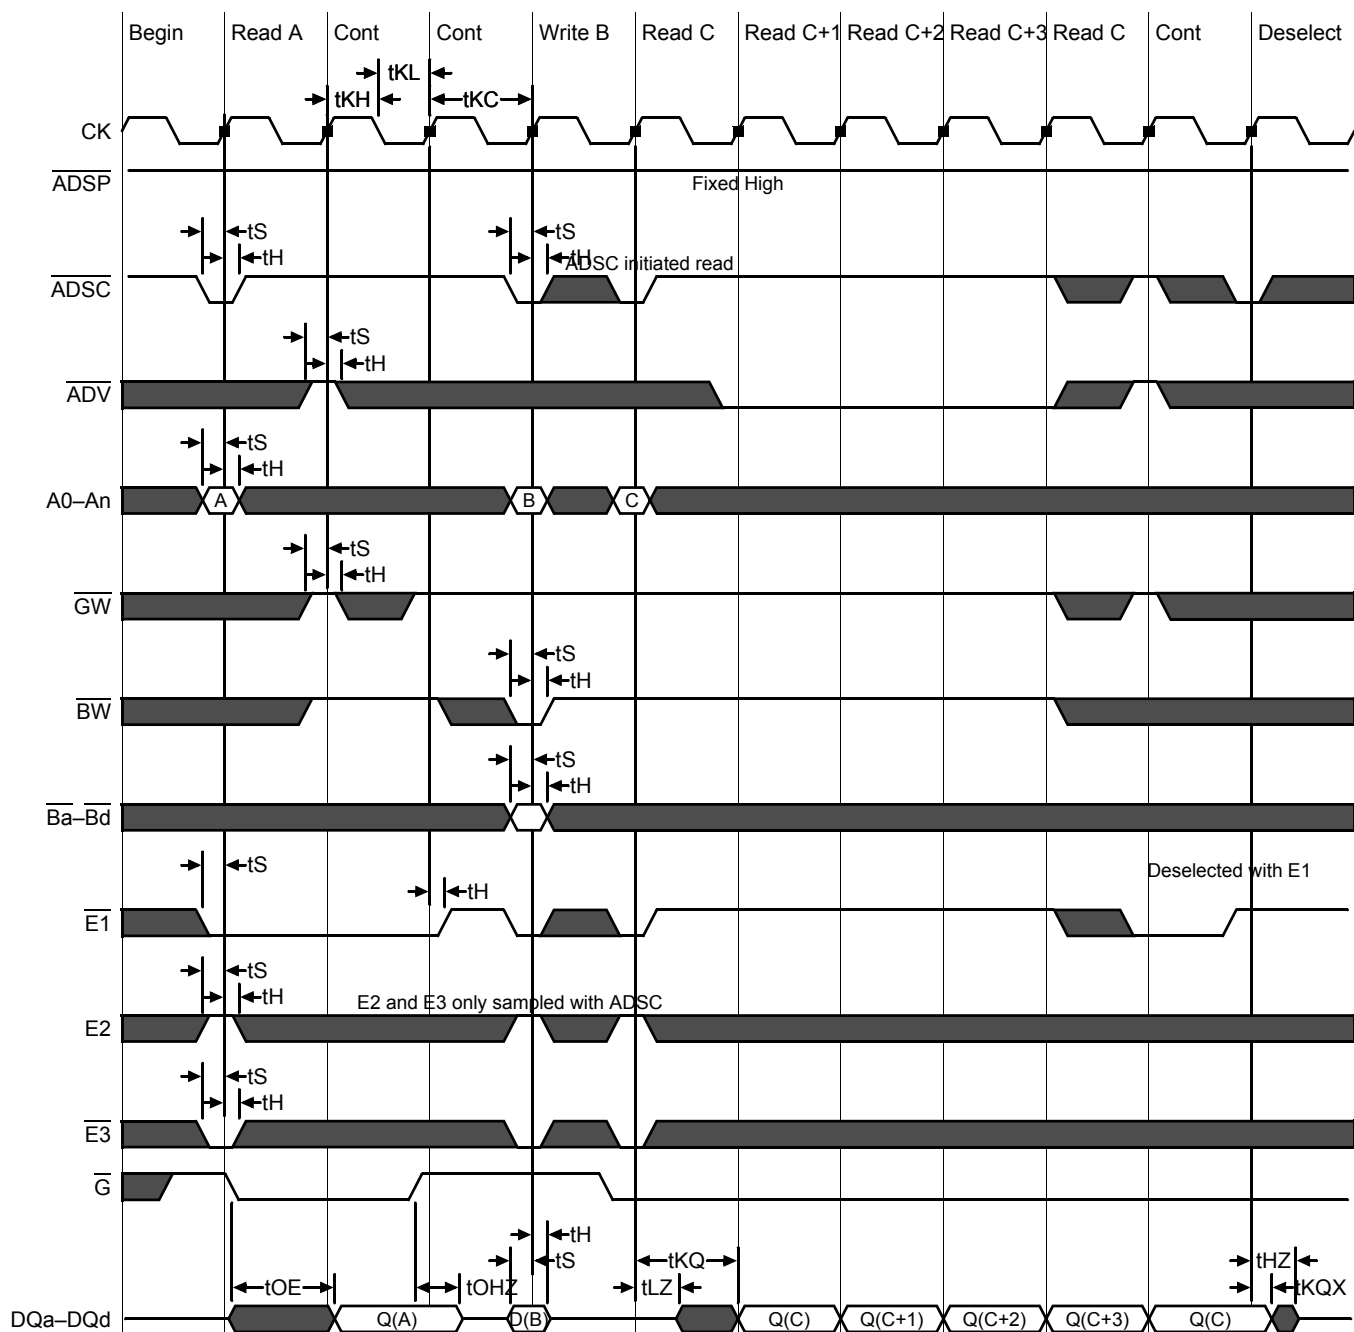 Begin Read A Cont Cont Write B Read C Read C+1 Read C+2 Read C+3 Read C Cont Deselect
tKL
tKH tKC
CK
ADSP
Fixed High
tS tS
tH tH
ADSC initiated read
ADSC
tS
tH
ADV
tS
tH
A0–An A B C
tS
tH
GW
tS
tH
BW
tS
tH
Ba–Bd
tS
Deselected with E1
tH
E1
tS
tH
E2 and E3 only sampled with ADSC
E2
tS
tH
E3
G
tH
tS tKQ tHZ
tOE tOHZ tLZ tKQX
DQa–DQd Q(A) D(B) Q(C) Q(C+1) Q(C+2) Q(C+3) Q(C)